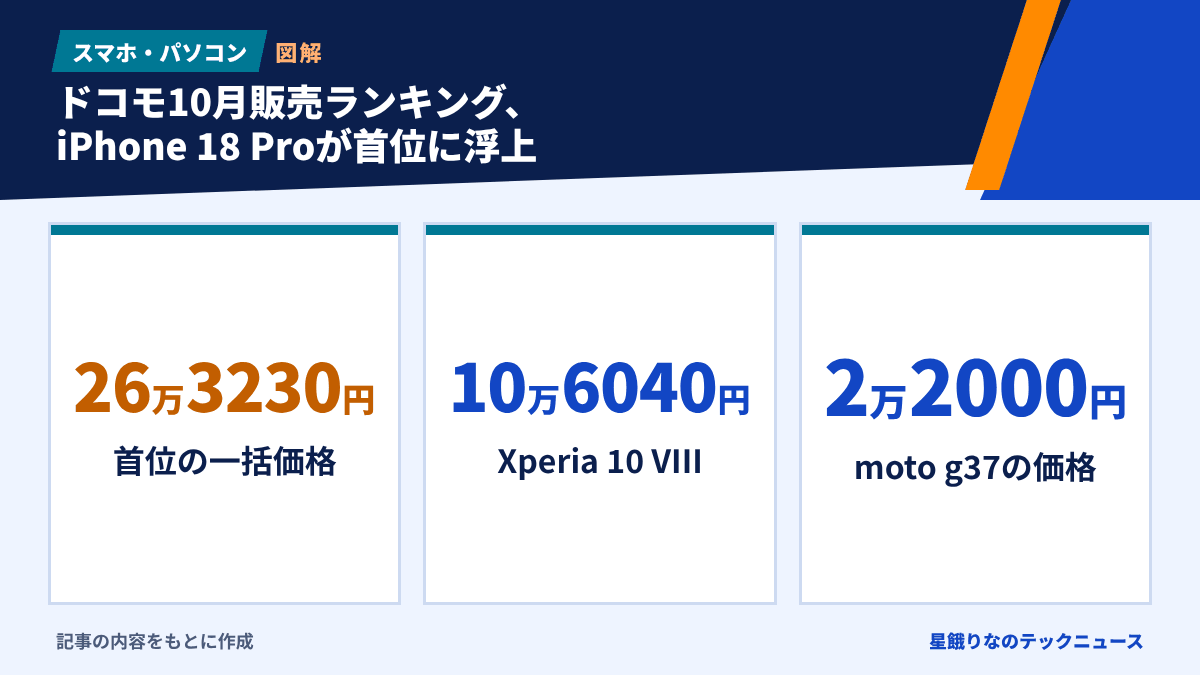 スマホ・パソコン 図解
ドコモ10月販売ランキング、
iPhone 18 Proが首位に浮上
26万3230円
首位の一括価格
10万6040円
Xperia 10 VIII
2万2000円
moto g37の価格
記事の内容をもとに作成
星餓りなのテックニュース